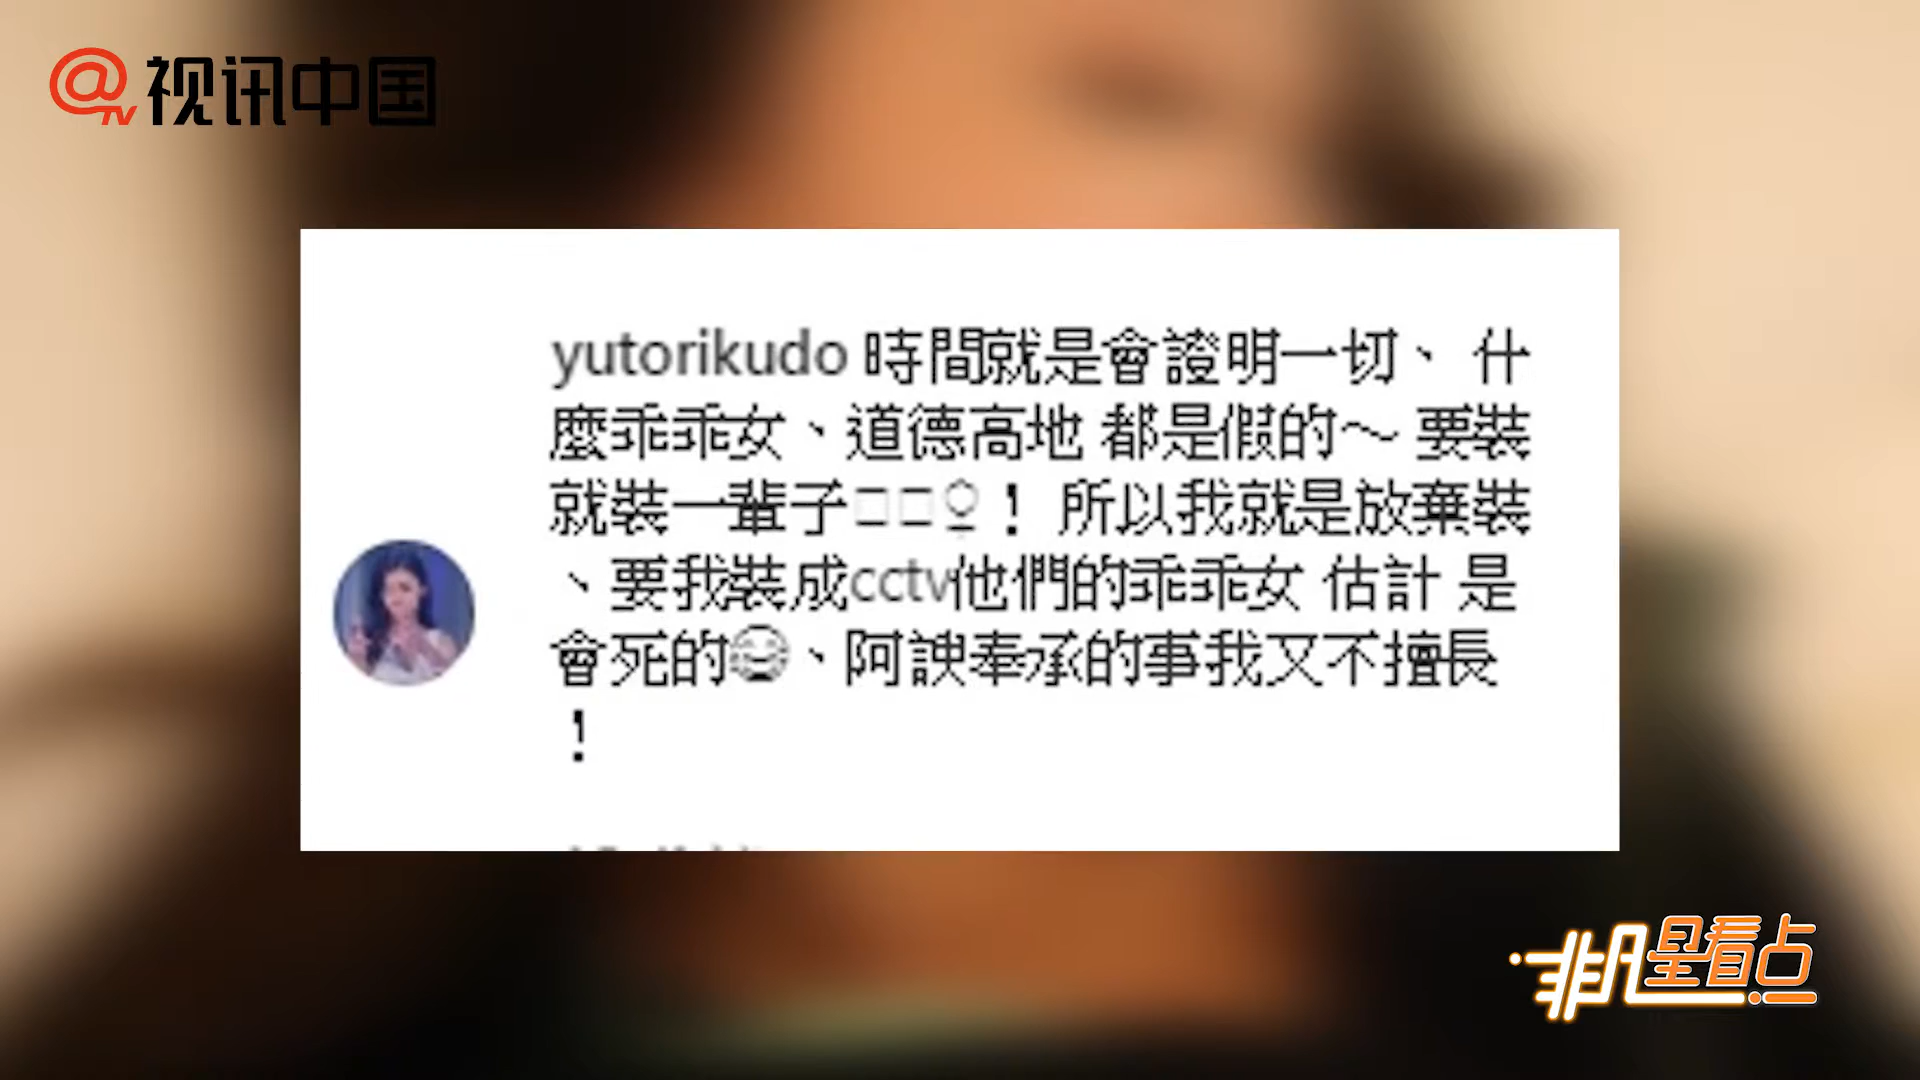 @TV 视讯中国
yutorikudo 時間就是會證明一切、 什
麼乖乖女、道德高地 都是假的～ 要裝
就裝一輩子□□♀！ 所以我就是放棄裝
、要我裝成cctv他們的乖乖女 估計 是
會死的😂、阿諛奉承的事我又不擅長
！
非凡星看点